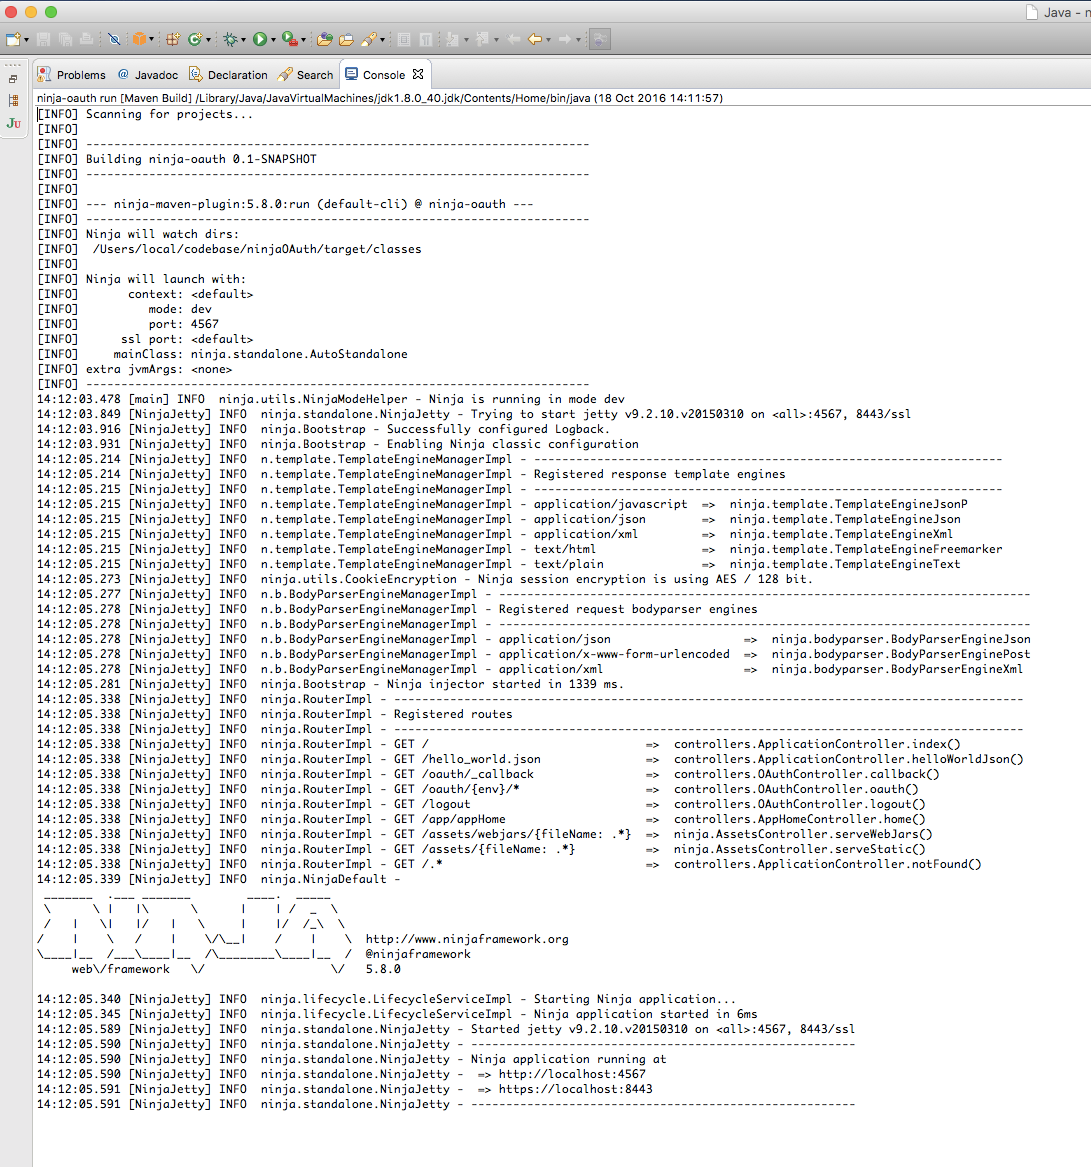 Java - n
Problems @ Javadoc Declaration Search Console
Ju
ninja-oauth run [Maven Build] /Library/Java/JavaVirtualMachines/jdk1.8.0_40.jdk/Contents/Home/bin/java (18 Oct 2016 14:11:57)
[INFO] Scanning for projects...
[INFO]
[INFO] ------------------------------------------------------------------------
[INFO] Building ninja-oauth 0.1-SNAPSHOT
[INFO] ------------------------------------------------------------------------
[INFO]
[INFO] --- ninja-maven-plugin:5.8.0:run (default-cli) @ ninja-oauth ---
[INFO] ------------------------------------------------------------------------
[INFO] Ninja will watch dirs:
[INFO]  /Users/local/codebase/ninjaOAuth/target/classes
[INFO]
[INFO] Ninja will launch with:
[INFO]       context: <default>
[INFO]          mode: dev
[INFO]          port: 4567
[INFO]      ssl port: <default>
[INFO]     mainClass: ninja.standalone.AutoStandalone
[INFO] extra jvmArgs: <none>
[INFO] ------------------------------------------------------------------------
14:12:03.478 [main] INFO  ninja.utils.NinjaModeHelper - Ninja is running in mode dev
14:12:03.849 [NinjaJetty] INFO  ninja.standalone.NinjaJetty - Trying to start jetty v9.2.10.v20150310 on <all>:4567, 8443/ssl
14:12:03.916 [NinjaJetty] INFO  ninja.Bootstrap - Successfully configured Logback.
14:12:03.931 [NinjaJetty] INFO  ninja.Bootstrap - Enabling Ninja classic configuration
14:12:05.214 [NinjaJetty] INFO  n.template.TemplateEngineManagerImpl - -------------------------------------------------------------------
14:12:05.214 [NinjaJetty] INFO  n.template.TemplateEngineManagerImpl - Registered response template engines
14:12:05.215 [NinjaJetty] INFO  n.template.TemplateEngineManagerImpl - -------------------------------------------------------------------
14:12:05.215 [NinjaJetty] INFO  n.template.TemplateEngineManagerImpl - application/javascript  =>  ninja.template.TemplateEngineJsonP
14:12:05.215 [NinjaJetty] INFO  n.template.TemplateEngineManagerImpl - application/json        =>  ninja.template.TemplateEngineJson
14:12:05.215 [NinjaJetty] INFO  n.template.TemplateEngineManagerImpl - application/xml         =>  ninja.template.TemplateEngineXml
14:12:05.215 [NinjaJetty] INFO  n.template.TemplateEngineManagerImpl - text/html               =>  ninja.template.TemplateEngineFreemarker
14:12:05.215 [NinjaJetty] INFO  n.template.TemplateEngineManagerImpl - text/plain              =>  ninja.template.TemplateEngineText
14:12:05.273 [NinjaJetty] INFO  ninja.utils.CookieEncryption - Ninja session encryption is using AES / 128 bit.
14:12:05.277 [NinjaJetty] INFO  n.b.BodyParserEngineManagerImpl - --------------------------------------------------------------------------------
14:12:05.278 [NinjaJetty] INFO  n.b.BodyParserEngineManagerImpl - Registered request bodyparser engines
14:12:05.278 [NinjaJetty] INFO  n.b.BodyParserEngineManagerImpl - --------------------------------------------------------------------------------
14:12:05.278 [NinjaJetty] INFO  n.b.BodyParserEngineManagerImpl - application/json                   =>  ninja.bodyparser.BodyParserEngineJson
14:12:05.278 [NinjaJetty] INFO  n.b.BodyParserEngineManagerImpl - application/x-www-form-urlencoded  =>  ninja.bodyparser.BodyParserEnginePost
14:12:05.278 [NinjaJetty] INFO  n.b.BodyParserEngineManagerImpl - application/xml                    =>  ninja.bodyparser.BodyParserEngineXml
14:12:05.281 [NinjaJetty] INFO  ninja.Bootstrap - Ninja injector started in 1339 ms.
14:12:05.338 [NinjaJetty] INFO  ninja.RouterImpl - ------------------------------------------------------------------------------------------
14:12:05.338 [NinjaJetty] INFO  ninja.RouterImpl - Registered routes
14:12:05.338 [NinjaJetty] INFO  ninja.RouterImpl - ------------------------------------------------------------------------------------------
14:12:05.338 [NinjaJetty] INFO  ninja.RouterImpl - GET /                               =>  controllers.ApplicationController.index()
14:12:05.338 [NinjaJetty] INFO  ninja.RouterImpl - GET /hello_world.json               =>  controllers.ApplicationController.helloWorldJson()
14:12:05.338 [NinjaJetty] INFO  ninja.RouterImpl - GET /oauth/_callback                =>  controllers.OAuthController.callback()
14:12:05.338 [NinjaJetty] INFO  ninja.RouterImpl - GET /oauth/{env}/*                  =>  controllers.OAuthController.oauth()
14:12:05.338 [NinjaJetty] INFO  ninja.RouterImpl - GET /logout                         =>  controllers.OAuthController.logout()
14:12:05.338 [NinjaJetty] INFO  ninja.RouterImpl - GET /app/appHome                    =>  controllers.AppHomeController.home()
14:12:05.338 [NinjaJetty] INFO  ninja.RouterImpl - GET /assets/webjars/{fileName: .*}  =>  ninja.AssetsController.serveWebJars()
14:12:05.338 [NinjaJetty] INFO  ninja.RouterImpl - GET /assets/{fileName: .*}          =>  ninja.AssetsController.serveStatic()
14:12:05.338 [NinjaJetty] INFO  ninja.RouterImpl - GET /.*                             =>  controllers.ApplicationController.notFound()
14:12:05.339 [NinjaJetty] INFO  ninja.NinjaDefault -
 _______  .___ _______        ____.  _____
 \      \ |   |\      \      |    | /  _  \
 /   |   \|   |/   |   \     |    |/  /_\  \
/    |    \   /    |    \/\__|    /    |    \  http://www.ninjaframework.org
\____|__  /___\____|__  /\________\____|__  /  @ninjaframework
     web\/framework   \/                  \/   5.8.0
14:12:05.340 [NinjaJetty] INFO  ninja.lifecycle.LifecycleServiceImpl - Starting Ninja application...
14:12:05.345 [NinjaJetty] INFO  ninja.lifecycle.LifecycleServiceImpl - Ninja application started in 6ms
14:12:05.589 [NinjaJetty] INFO  ninja.standalone.NinjaJetty - Started jetty v9.2.10.v20150310 on <all>:4567, 8443/ssl
14:12:05.590 [NinjaJetty] INFO  ninja.standalone.NinjaJetty - -------------------------------------------------------
14:12:05.590 [NinjaJetty] INFO  ninja.standalone.NinjaJetty - Ninja application running at
14:12:05.590 [NinjaJetty] INFO  ninja.standalone.NinjaJetty -  => http://localhost:4567
14:12:05.591 [NinjaJetty] INFO  ninja.standalone.NinjaJetty -  => https://localhost:8443
14:12:05.591 [NinjaJetty] INFO  ninja.standalone.NinjaJetty - -------------------------------------------------------